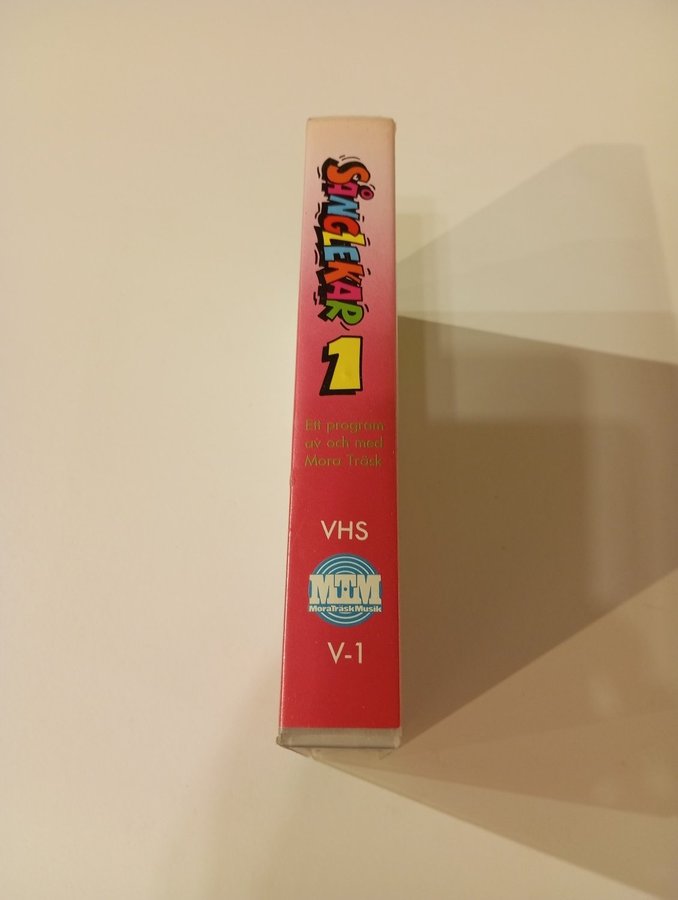 SÅNGLEKAR 1
Ett program
av och med
Mora Träsk
VHS
MTM
MoraTräskMusik
V-1